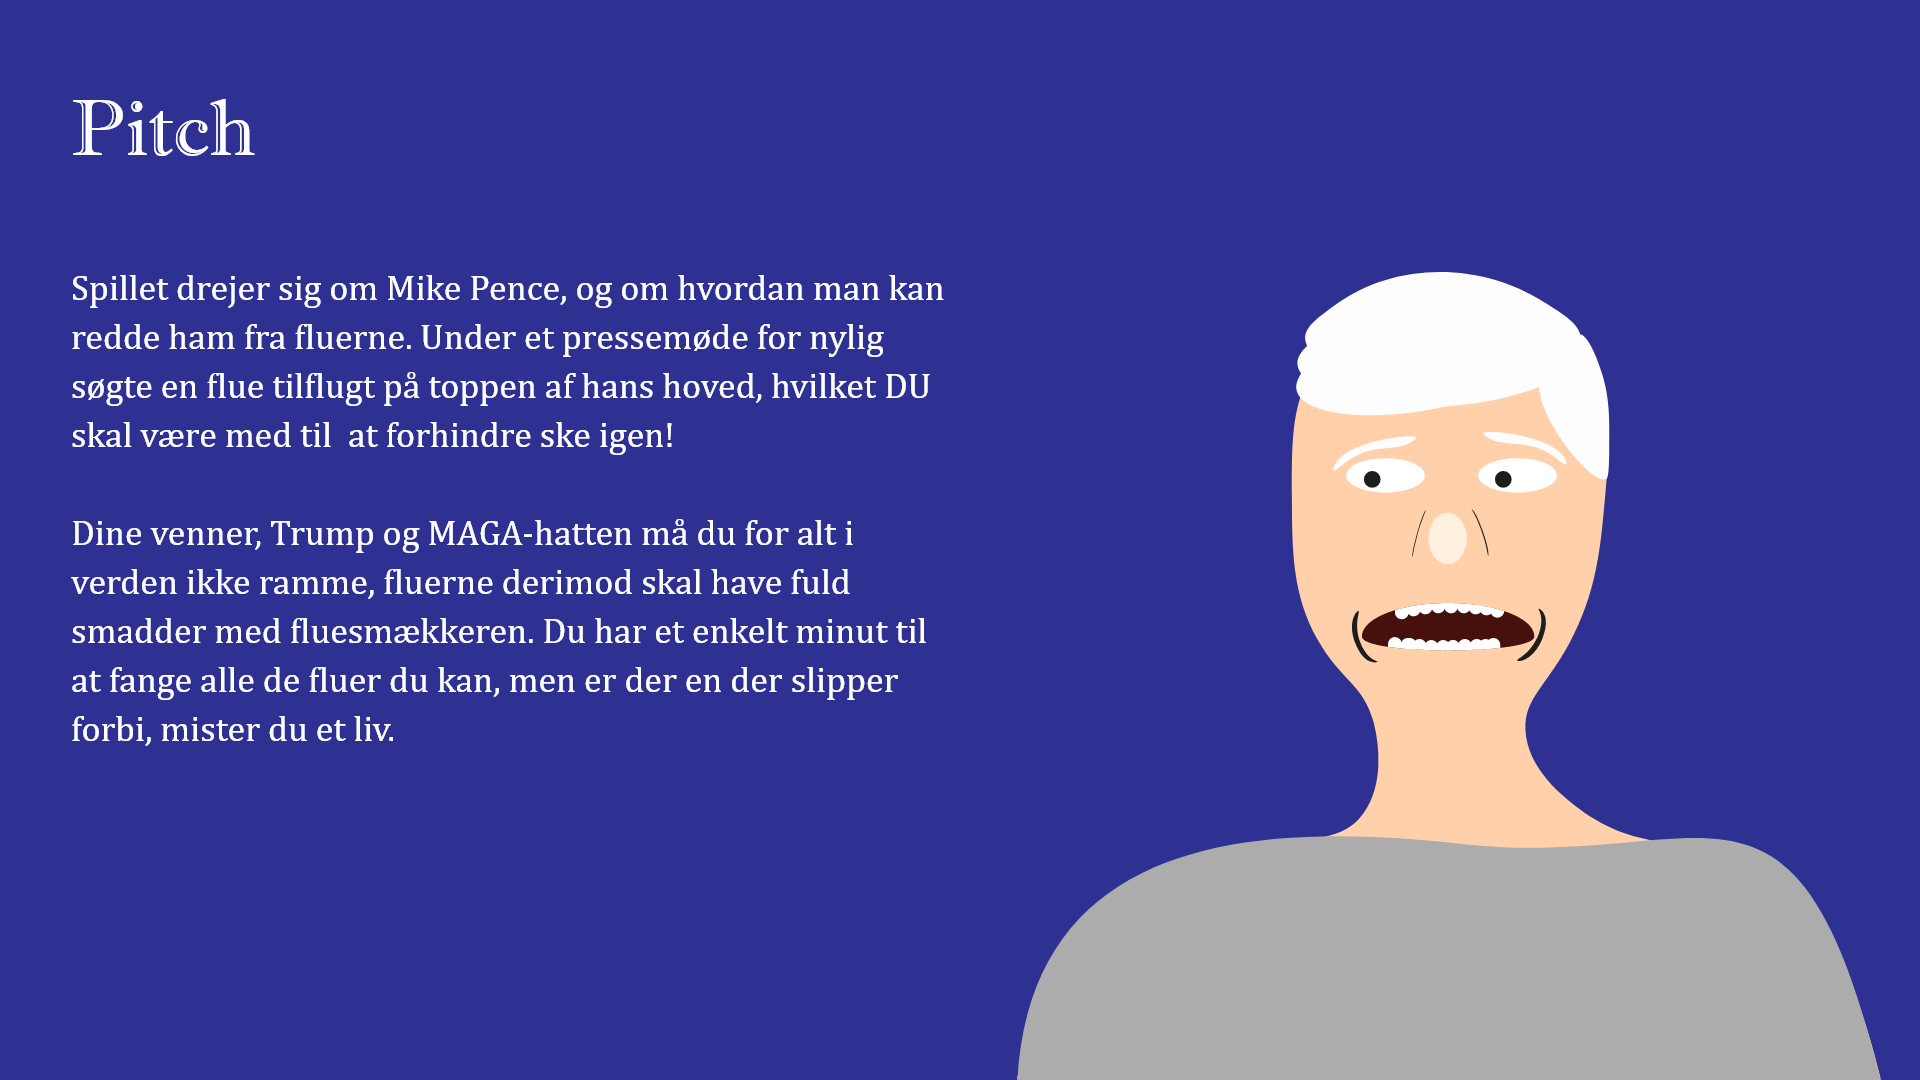 Pitch
Spillet drejer sig om Mike Pence, og om hvordan man kan
redde ham fra fluerne. Under et pressemøde for nylig
søgte en flue tilflugt på toppen af hans hoved, hvilket DU
skal være med til  at forhindre ske igen!
Dine venner, Trump og MAGA-hatten må du for alt i
verden ikke ramme, fluerne derimod skal have fuld
smadder med fluesmækkeren. Du har et enkelt minut til
at fange alle de fluer du kan, men er der en der slipper
forbi, mister du et liv.